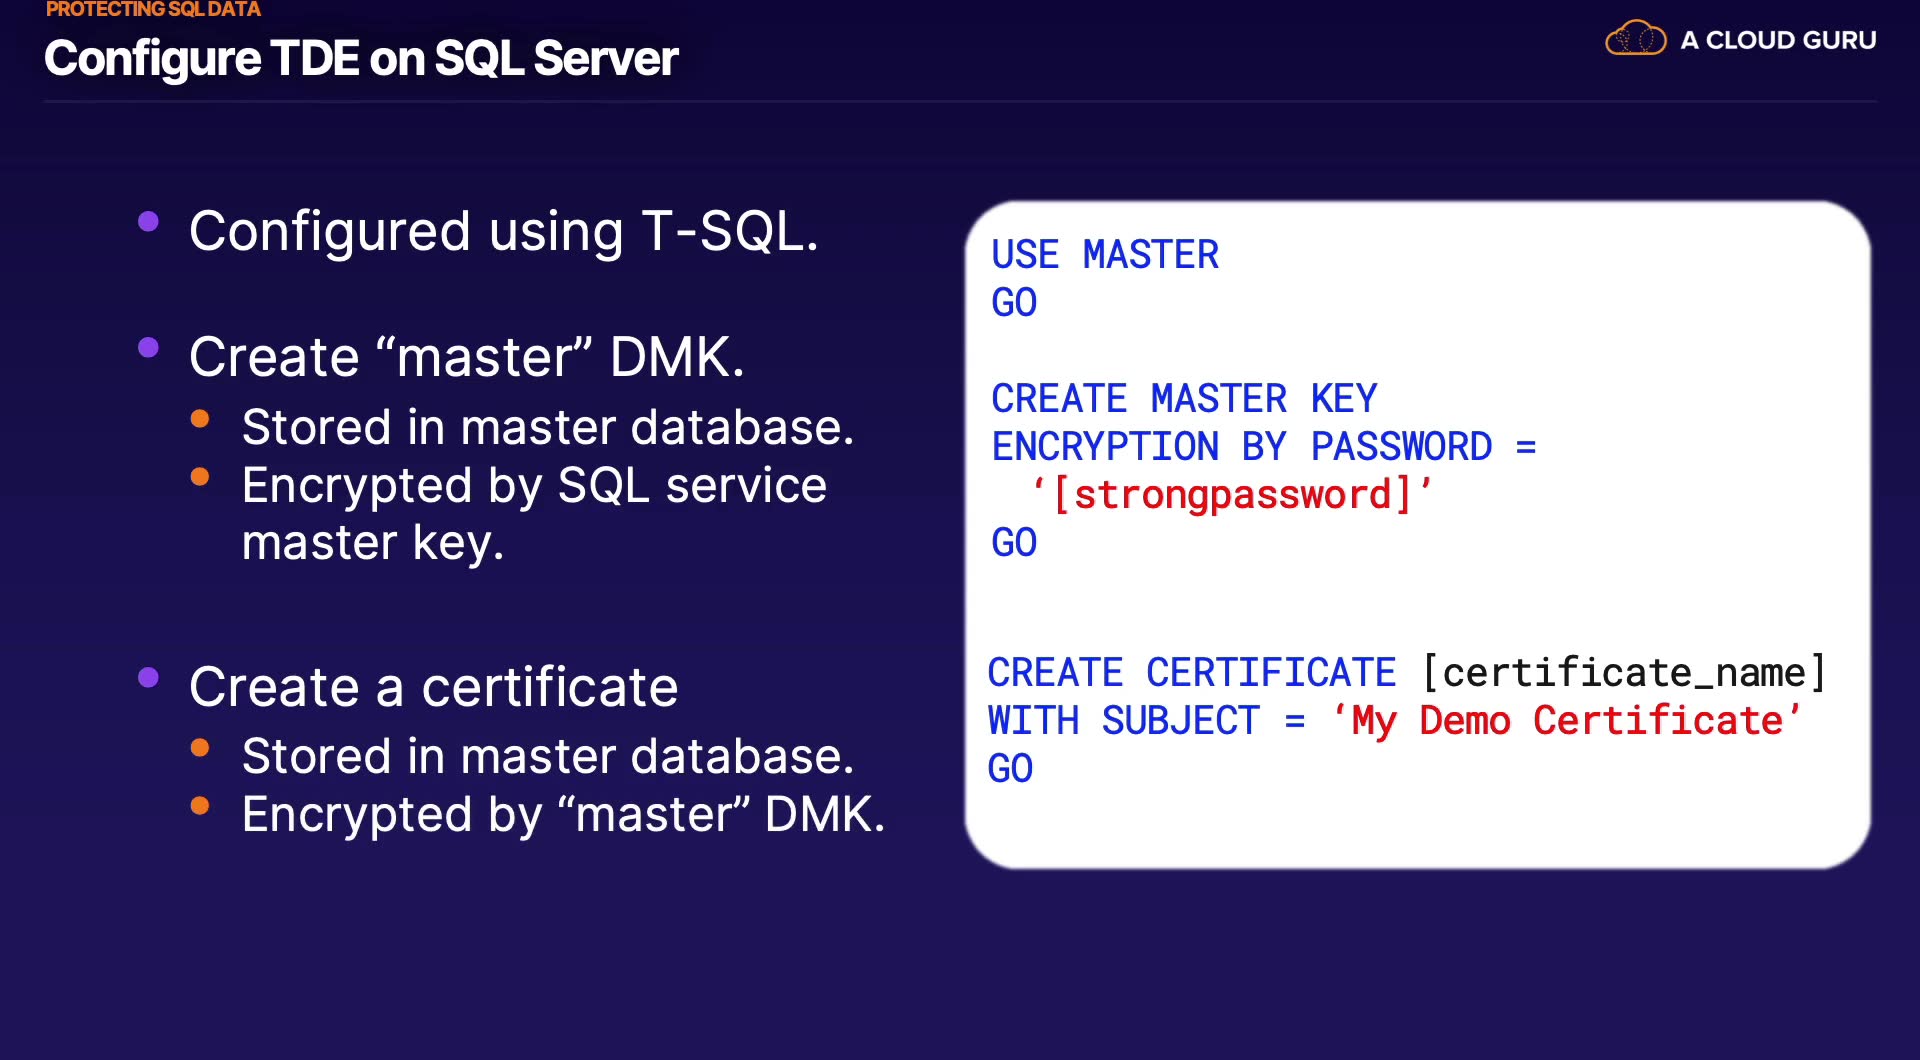 PROTECTING SQL DATA
Configure TDE on SQL Server
A CLOUD GURU
Configured using T-SQL.
Create “master” DMK.
Stored in master database.
Encrypted by SQL service
master key.
Create a certificate
Stored in master database.
Encrypted by “master” DMK.
USE MASTER
GO
CREATE MASTER KEY
ENCRYPTION BY PASSWORD =
‘[strongpassword]’
GO
CREATE CERTIFICATE [certificate_name]
WITH SUBJECT = ‘My Demo Certificate’
GO